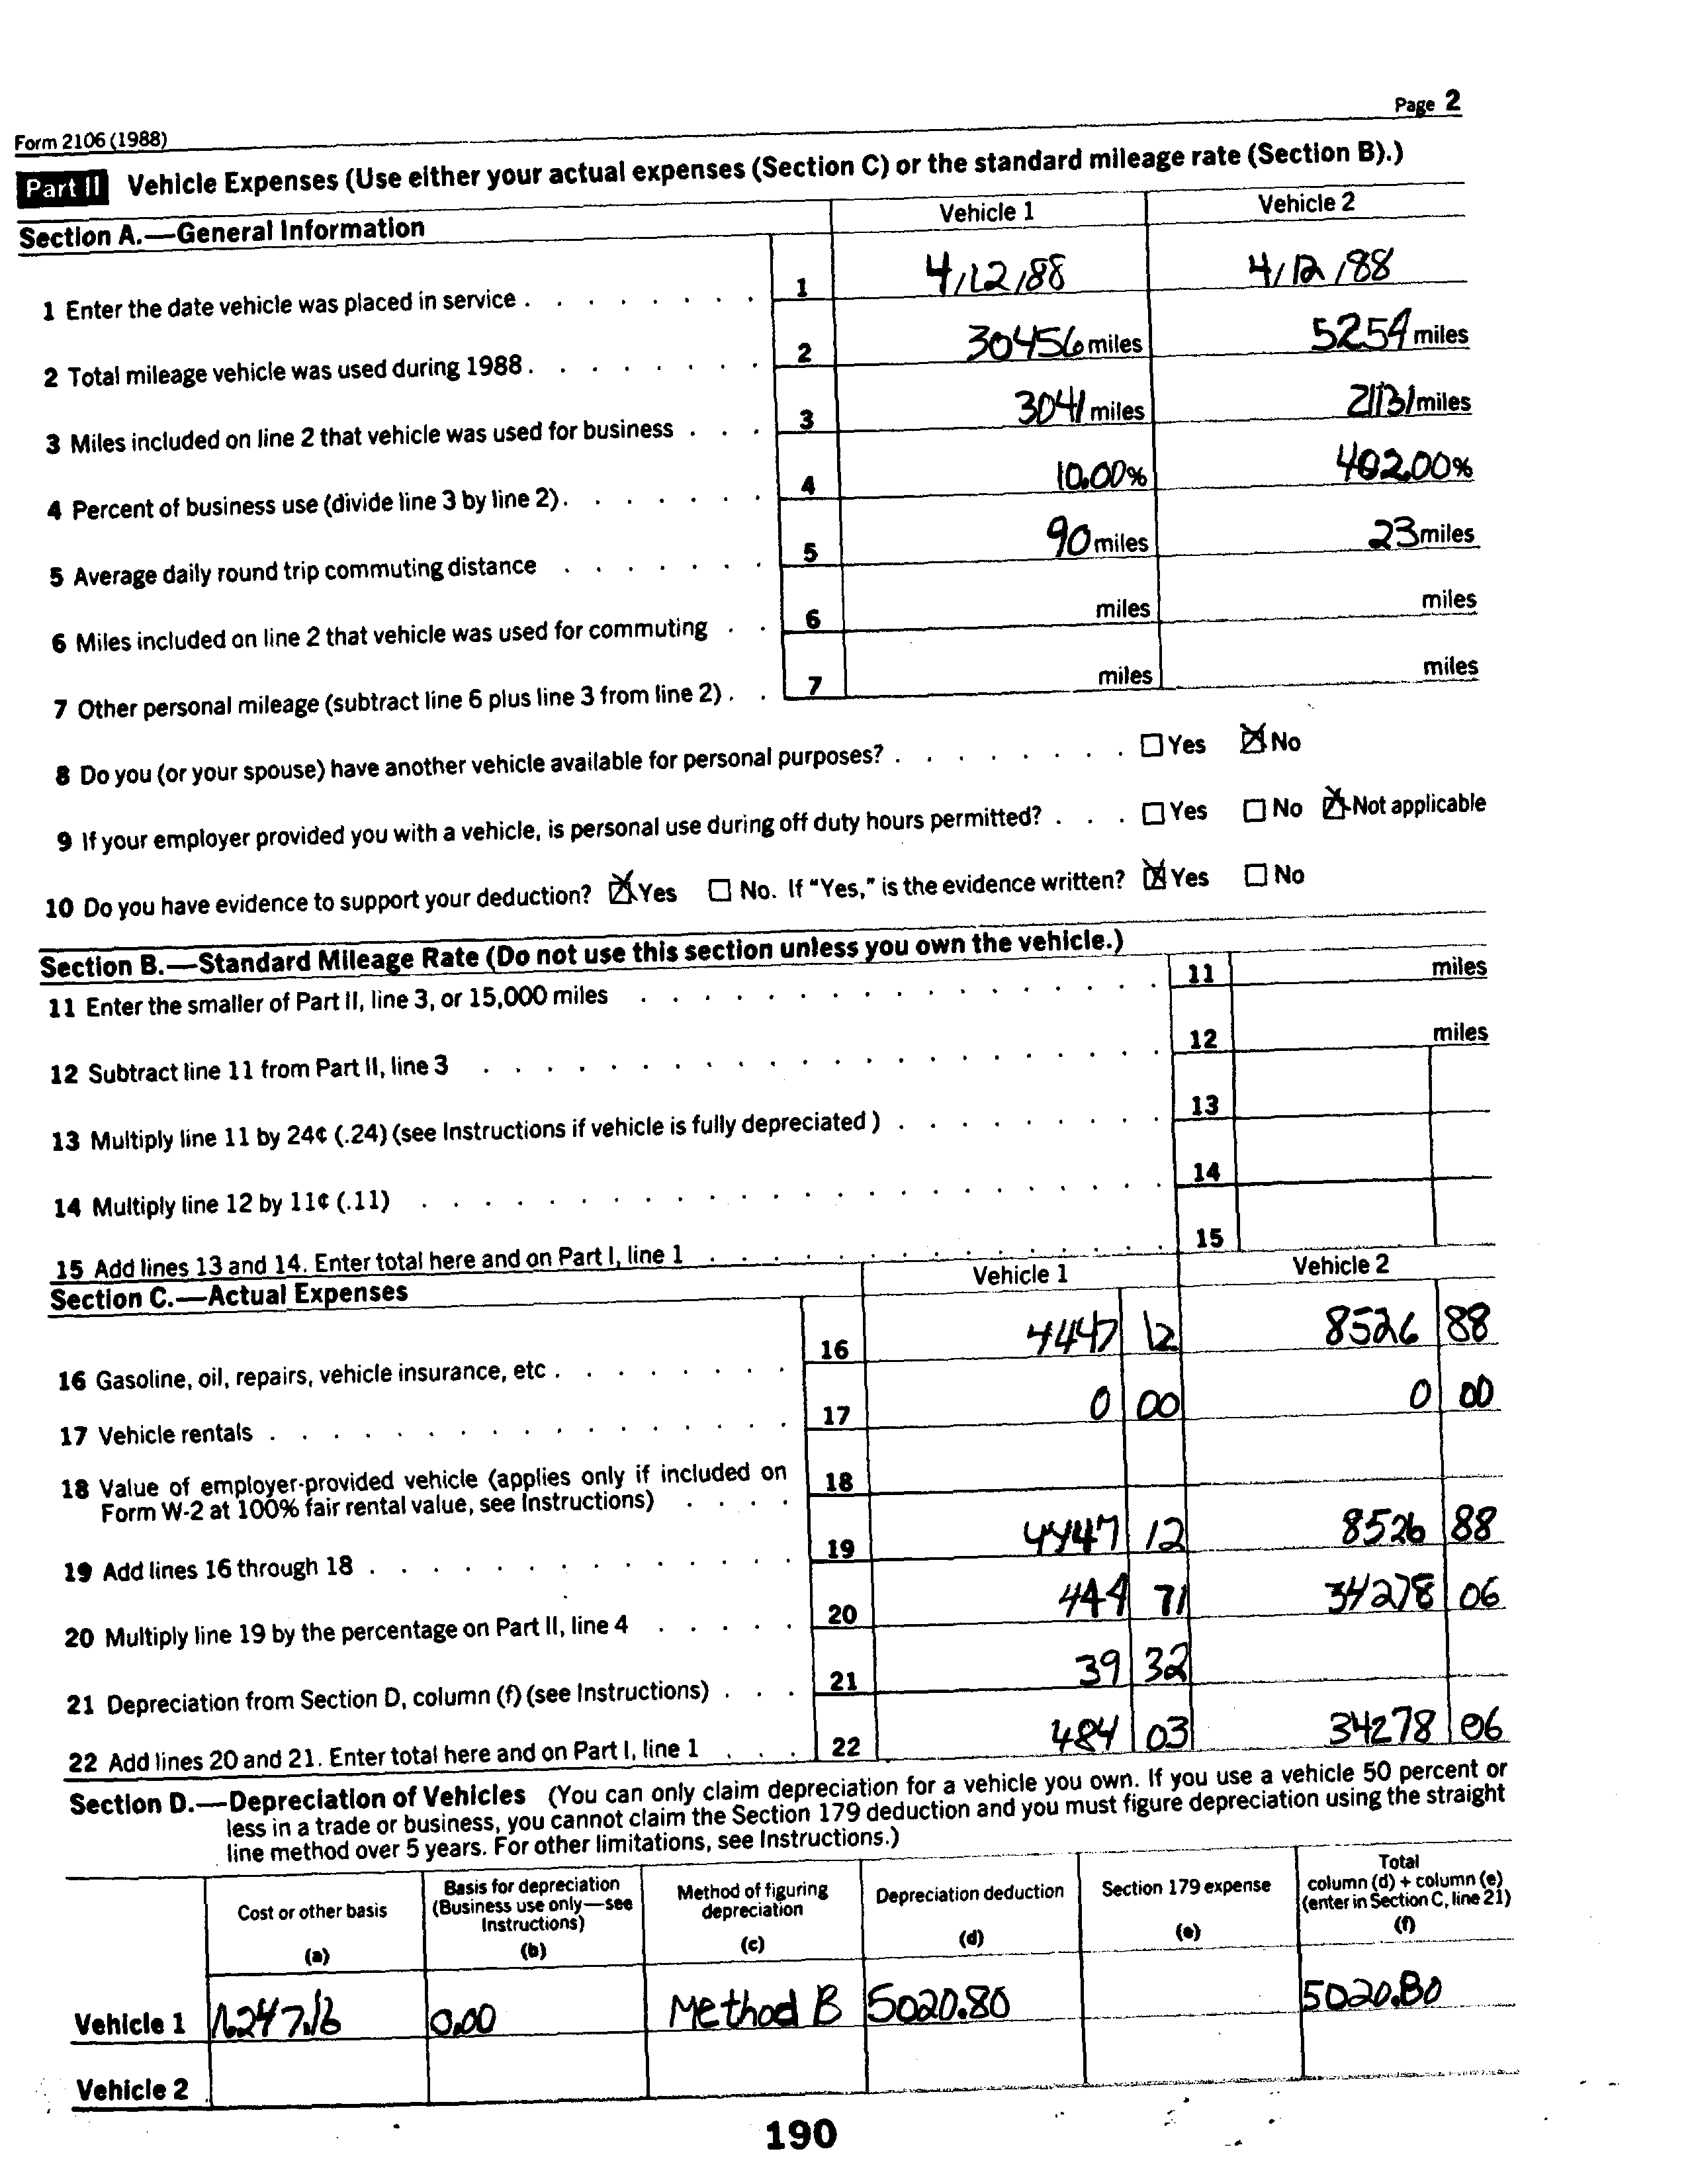 Form 2106 (1988)
Page 2
Part II Vehicle Expenses (Use either your actual expenses (Section C) or the standard mileage rate (Section B).)
Section A.—General Information
Vehicle 1 Vehicle 2
1 Enter the date vehicle was placed in service . . . . . . . . 1 4/12/88 4/12/88
2 Total mileage vehicle was used during 1988 . . . . . . . . 2 30456 miles 5254 miles
3 Miles included on line 2 that vehicle was used for business . . . 3 3041 miles 21131 miles
4 Percent of business use (divide line 3 by line 2) . . . . . . . 4 10.00% 402.00%
5 Average daily round trip commuting distance . . . . . . . 5 90 miles 23 miles
6 Miles included on line 2 that vehicle was used for commuting . . 6 miles miles
7 Other personal mileage (subtract line 6 plus line 3 from line 2) . . 7 miles miles
8 Do you (or your spouse) have another vehicle available for personal purposes? . . . . . . . . ☐ Yes ☒ No
9 If your employer provided you with a vehicle, is personal use during off duty hours permitted? . . . ☐ Yes ☐ No ☒ Not applicable
10 Do you have evidence to support your deduction? ☒ Yes ☐ No. If “Yes,” is the evidence written? ☒ Yes ☐ No
Section B.—Standard Mileage Rate (Do not use this section unless you own the vehicle.)
11 Enter the smaller of Part II, line 3, or 15,000 miles . . . . . . . . . . . . . . . . . 11 miles
12 Subtract line 11 from Part II, line 3 . . . . . . . . . . . . . . . . . . . . 12 miles
13 Multiply line 11 by 24¢ (.24) (see Instructions if vehicle is fully depreciated ) . . . . . . . . . 13
14 Multiply line 12 by 11¢ (.11) . . . . . . . . . . . . . . . . . . . . . . 14
15 Add lines 13 and 14. Enter total here and on Part I, line 1 . . . . . . . . . . . . . . . 15
Section C.—Actual Expenses
Vehicle 1 Vehicle 2
16 Gasoline, oil, repairs, vehicle insurance, etc . . . . . . . . 16 4447 12 8526 88
17 Vehicle rentals . . . . . . . . . . . . . . . . . 17 0 00 0 00
18 Value of employer-provided vehicle (applies only if included on
Form W-2 at 100% fair rental value, see Instructions) . . . . 18
19 Add lines 16 through 18 . . . . . . . . . . . . . . 19 4447 12 8526 88
20 Multiply line 19 by the percentage on Part II, line 4 . . . . . 20 444 71 34278 06
21 Depreciation from Section D, column (f) (see Instructions) . . . 21 39 32
22 Add lines 20 and 21. Enter total here and on Part I, line 1 . . . 22 484 03 34278 06
Section D.—Depreciation of Vehicles (You can only claim depreciation for a vehicle you own. If you use a vehicle 50 percent or
less in a trade or business, you cannot claim the Section 179 deduction and you must figure depreciation using the straight
line method over 5 years. For other limitations, see Instructions.)
Cost or other basis (a)
Basis for depreciation (Business use only—see Instructions) (b)
Method of figuring depreciation (c)
Depreciation deduction (d)
Section 179 expense (e)
Total column (d) + column (e) (enter in Section C, line 21) (f)
Vehicle 1 0.00 Method B 5020.80 5020.80
Vehicle 2
190